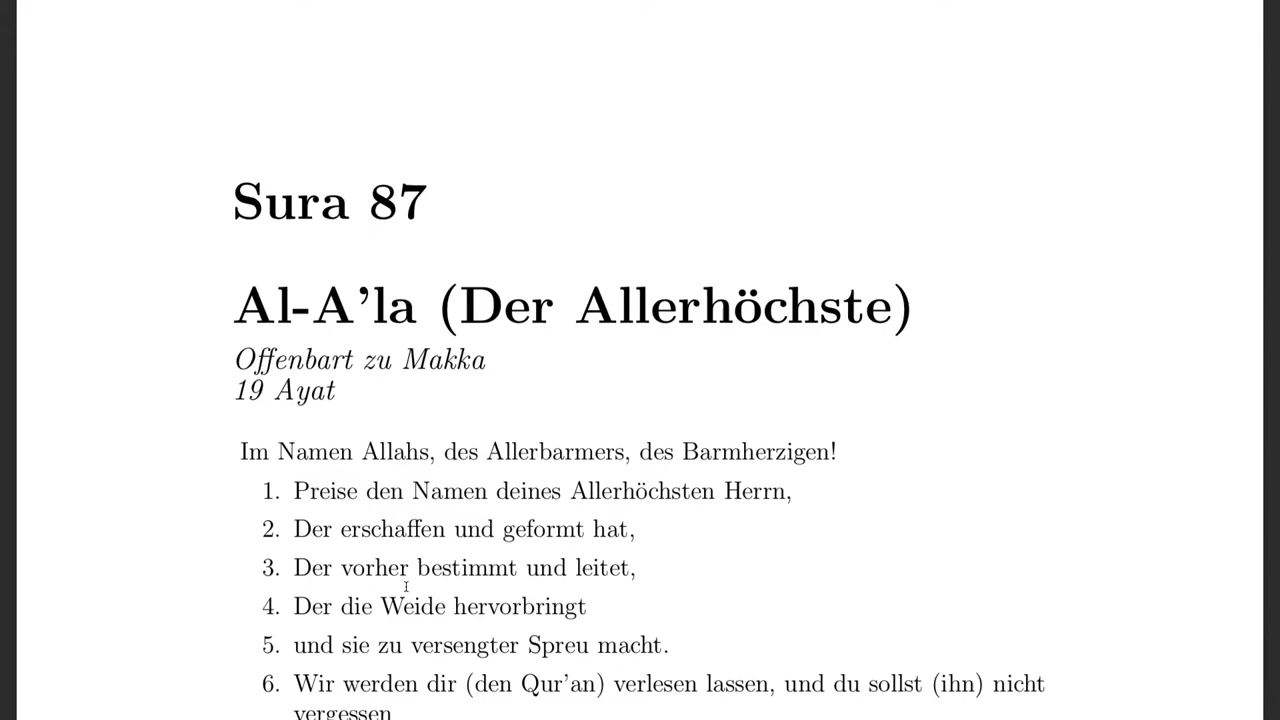 Sura 87
Al-A’la (Der Allerhöchste)
Offenbart zu Makka
19 Ayat
Im Namen Allahs, des Allerbarmers, des Barmherzigen!
1. Preise den Namen deines Allerhöchsten Herrn,
2. Der erschaffen und geformt hat,
3. Der vorher bestimmt und leitet,
4. Der die Weide hervorbringt
5. und sie zu versengter Spreu macht.
6. Wir werden dir (den Qur’an) verlesen lassen, und du sollst (ihn) nicht
vergessen